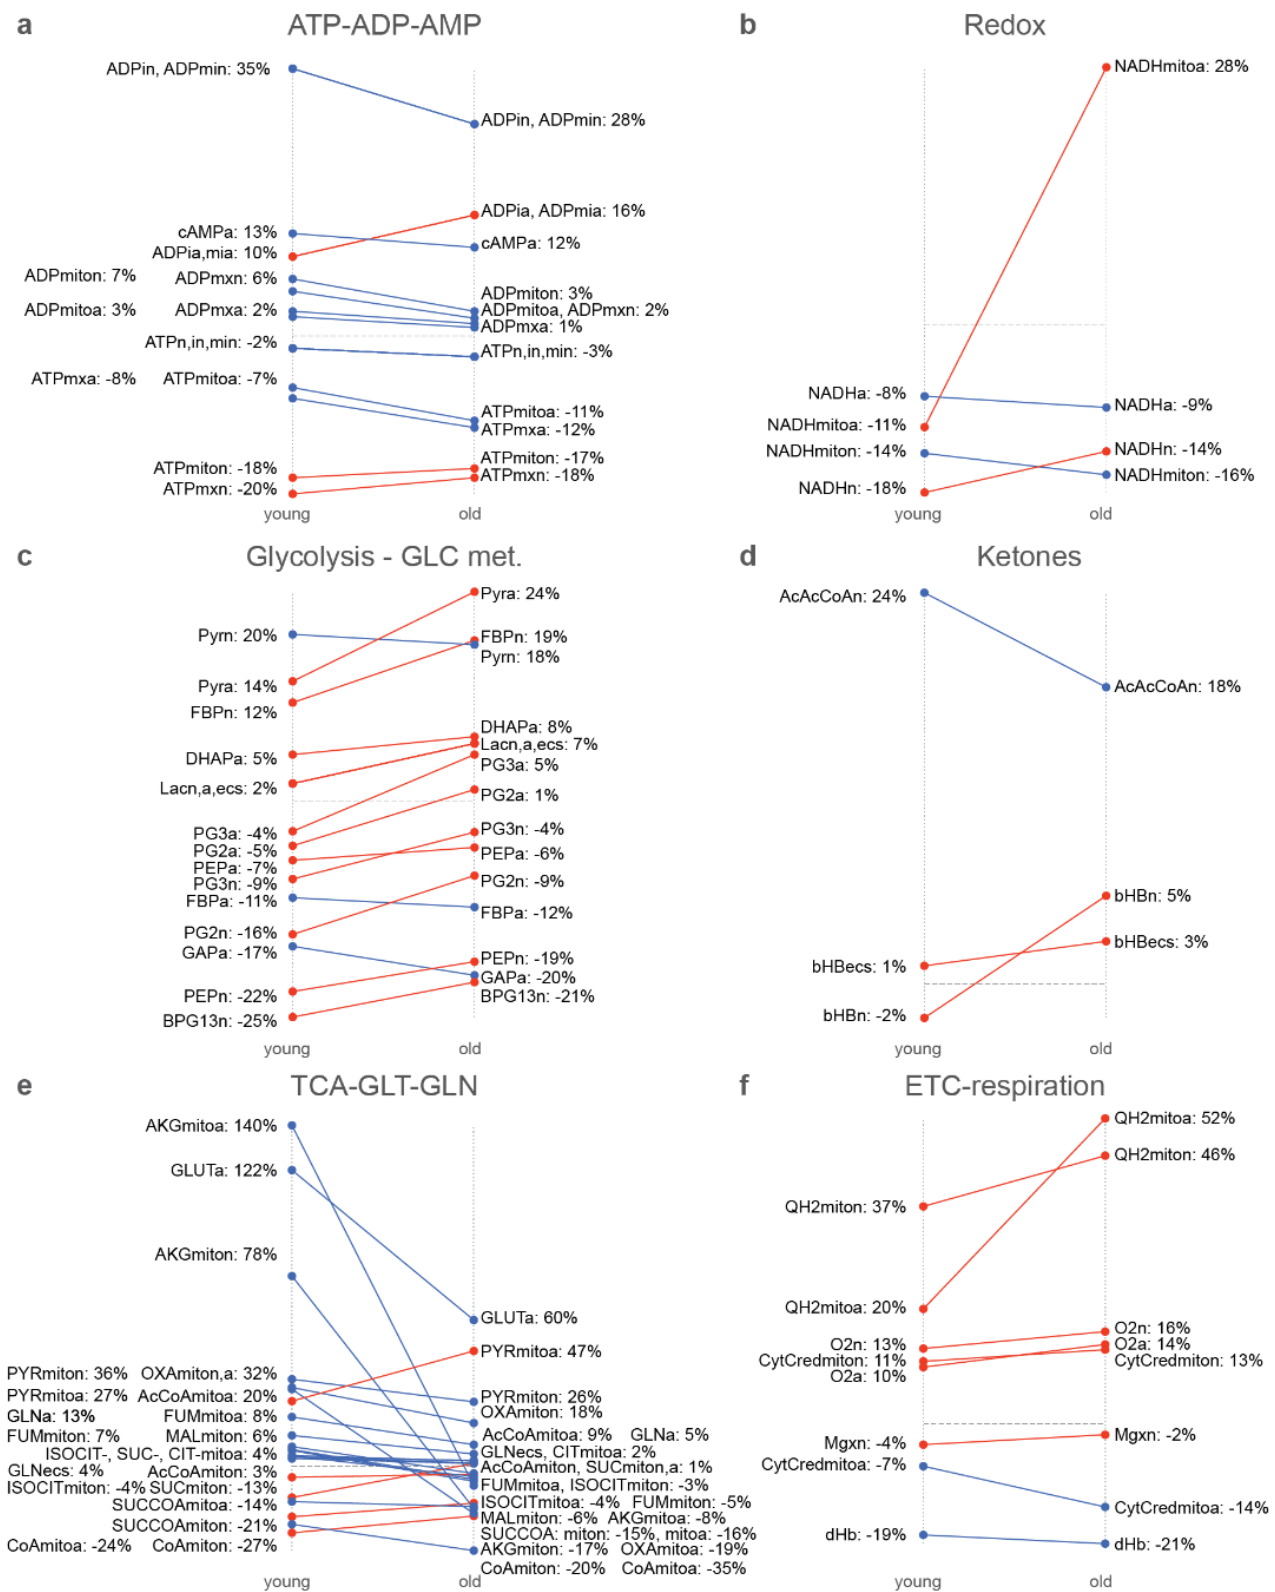 a ATP-ADP-AMP
ADPin, ADPmin: 35%
ADPin, ADPmin: 28%
ADPia, ADPmia: 16%
cAMPa: 13%
cAMPa: 12%
ADPia,mia: 10%
ADPmiton: 7% ADPmxn: 6%
ADPmiton: 3%
ADPmitoa: 3% ADPmxa: 2%
ADPmitoa, ADPmxn: 2%
ADPmxa: 1%
ATPn,in,min: -2%
ATPn,in,min: -3%
ATPmxa: -8% ATPmitoa: -7%
ATPmitoa: -11%
ATPmxa: -12%
ATPmiton: -17%
ATPmiton: -18%
ATPmxn: -18%
ATPmxn: -20%
young old
b Redox
NADHmitoa: 28%
NADHa: -8%
NADHa: -9%
NADHmitoa: -11%
NADHmiton: -14%
NADHn: -14%
NADHmiton: -16%
NADHn: -18%
young old
c Glycolysis - GLC met.
Pyra: 24%
Pyrn: 20%
FBPn: 19%
Pyrn: 18%
Pyra: 14%
FBPn: 12%
DHAPa: 8%
Lacn,a,ecs: 7%
DHAPa: 5%
PG3a: 5%
Lacn,a,ecs: 2%
PG2a: 1%
PG3a: -4%
PG3n: -4%
PG2a: -5%
PEPa: -6%
PEPa: -7%
PG3n: -9%
PG2n: -9%
FBPa: -11%
FBPa: -12%
PG2n: -16%
GAPa: -17%
PEPn: -19%
GAPa: -20%
PEPn: -22%
BPG13n: -21%
BPG13n: -25%
young old
d Ketones
AcAcCoAn: 24%
AcAcCoAn: 18%
bHBn: 5%
bHBecs: 3%
bHBecs: 1%
bHBn: -2%
young old
e TCA-GLT-GLN
AKGmitoa: 140%
GLUTa: 122%
AKGmiton: 78%
GLUTa: 60%
PYRmitoa: 47%
PYRmiton: 36% OXAmiton,a: 32%
PYRmitoa: 27% AcCoAmitoa: 20%
GLNa: 13% FUMmitoa: 8%
FUMmiton: 7% MALmiton: 6%
ISOCIT-, SUC-, CIT-mitoa: 4%
GLNecs: 4% AcCoAmiton: 3%
ISOCITmiton: -4% SUCmiton: -13%
SUCCOAmitoa: -14%
SUCCOAmiton: -21%
CoAmitoa: -24% CoAmiton: -27%
PYRmiton: 26%
OXAmiton: 18%
AcCoAmitoa: 9% GLNa: 5%
GLNecs, CITmitoa: 2%
AcCoAmiton, SUCmiton,a: 1%
FUMmitoa, ISOCITmiton: -3%
ISOCITmitoa: -4% FUMmiton: -5%
MALmiton: -6% AKGmitoa: -8%
SUCCOA: miton: -15%, mitoa: -16%
AKGmiton: -17% OXAmitoa: -19%
CoAmiton: -20% CoAmitoa: -35%
young old
f ETC-respiration
QH2mitoa: 52%
QH2miton: 46%
QH2miton: 37%
QH2mitoa: 20%
O2n: 16%
O2n: 13%
O2a: 14%
CytCredmiton: 11%
CytCredmiton: 13%
O2a: 10%
Mgxn: -2%
Mgxn: -4%
CytCredmitoa: -7%
CytCredmitoa: -14%
dHb: -19%
dHb: -21%
young old